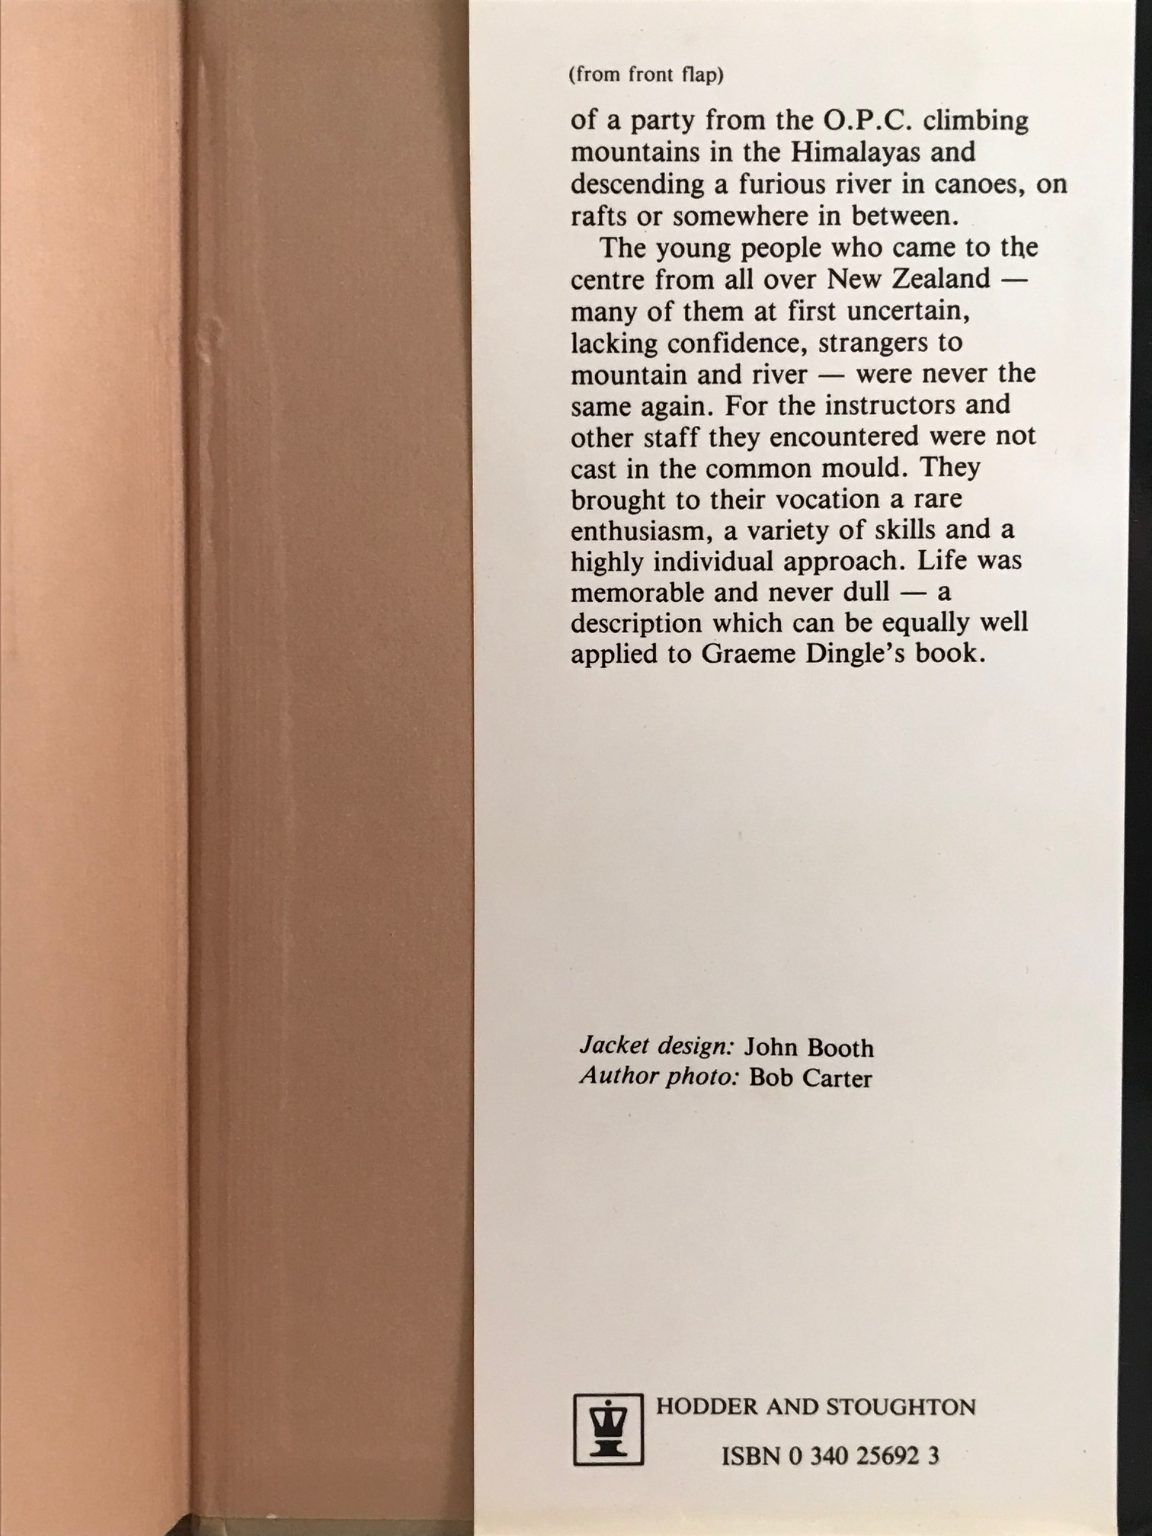 (from front flap)
of a party from the O.P.C. climbing
mountains in the Himalayas and
descending a furious river in canoes, on
rafts or somewhere in between.
The young people who came to the
centre from all over New Zealand —
many of them at first uncertain,
lacking confidence, strangers to
mountain and river — were never the
same again. For the instructors and
other staff they encountered were not
cast in the common mould. They
brought to their vocation a rare
enthusiasm, a variety of skills and a
highly individual approach. Life was
memorable and never dull — a
description which can be equally well
applied to Graeme Dingle’s book.
Jacket design: John Booth
Author photo: Bob Carter
HODDER AND STOUGHTON
ISBN 0 340 25692 3